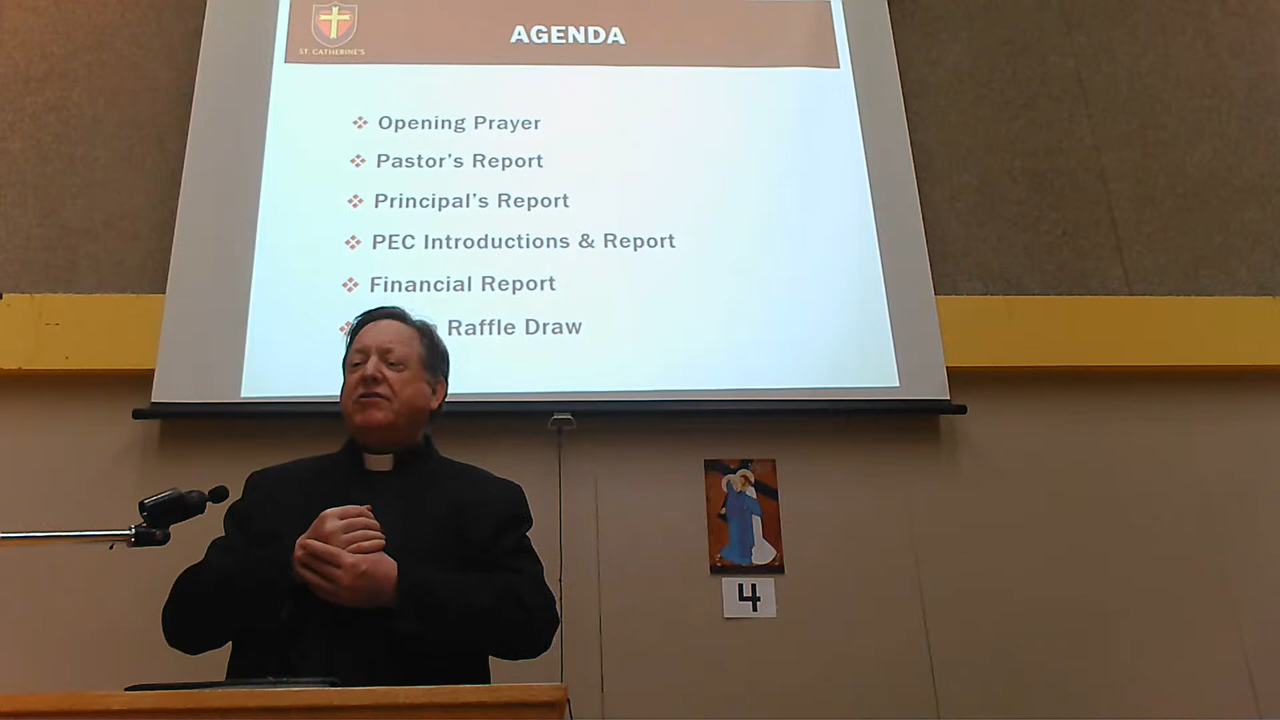 ST. CATHERINE'S
AGENDA
Opening Prayer
Pastor's Report
Principal's Report
PEC Introductions & Report
Financial Report
Raffle Draw
4